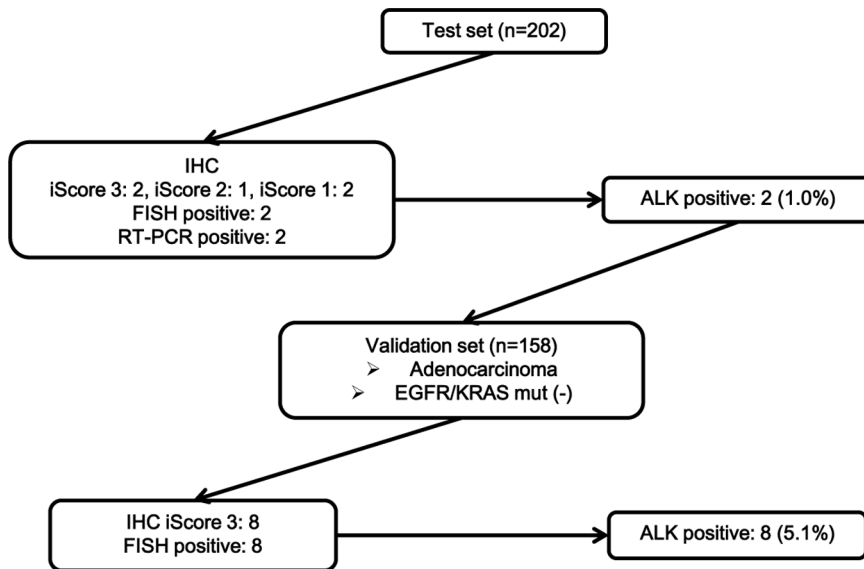 Test set (n=202)
IHC
iScore 3: 2, iScore 2: 1, iScore 1: 2
FISH positive: 2
RT-PCR positive: 2
ALK positive: 2 (1.0%)
Validation set (n=158)
➢ Adenocarcinoma
➢ EGFR/KRAS mut (-)
IHC iScore 3: 8
FISH positive: 8
ALK positive: 8 (5.1%)